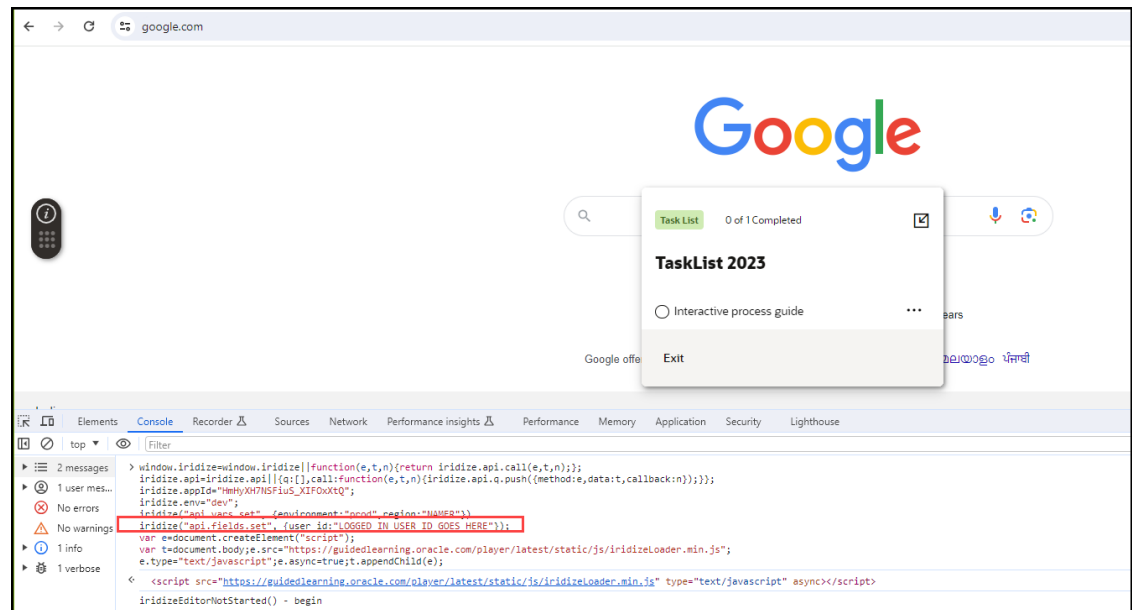 google.com
Google
Task List 0 of 1 Completed
TaskList 2023
Interactive process guide
ears
Google offe
Exit
മലയാളം ਪੰਜਾਬੀ
Elements Console Recorder Sources Network Performance insights Performance Memory Application Security Lighthouse
top Filter
2 messages
1 user mes...
No errors
No warnings
1 info
1 verbose
> window.iridize=window.iridize||function(e,t,n){return iridize.api.call(e,t,n);};
iridize.api=iridize.api||{q:[],call:function(e,t,n){iridize.api.q.push({method:e,data:t,callback:n});}};
iridize.appId="HmHyXH7NSFiuS_XIFOxXtQ";
iridize.env="dev";
iridize("api.vars.set", {environment:"prod",region:"NAMER"})
iridize("api.fields.set", {user_id:"LOGGED IN USER ID GOES HERE"});
var e=document.createElement("script");
var t=document.body;e.src="https://guidedlearning.oracle.com/player/latest/static/js/iridizeLoader.min.js";
e.type="text/javascript";e.async=true;t.appendChild(e);
<script src="https://guidedlearning.oracle.com/player/latest/static/js/iridizeLoader.min.js" type="text/javascript" async></script>
iridizeEditorNotStarted() - begin